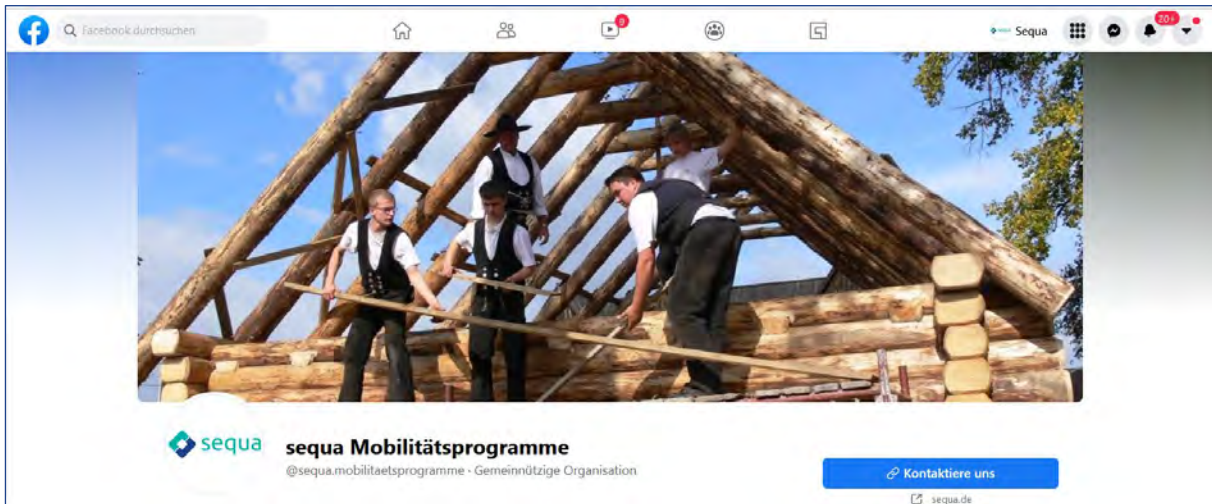 Facebook durchsuchen
9
Sequa
20+
sequa
sequa Mobilitätsprogramme
@sequa.mobilitaetsprogramme · Gemeinnützige Organisation
Kontaktiere uns
sequa.de